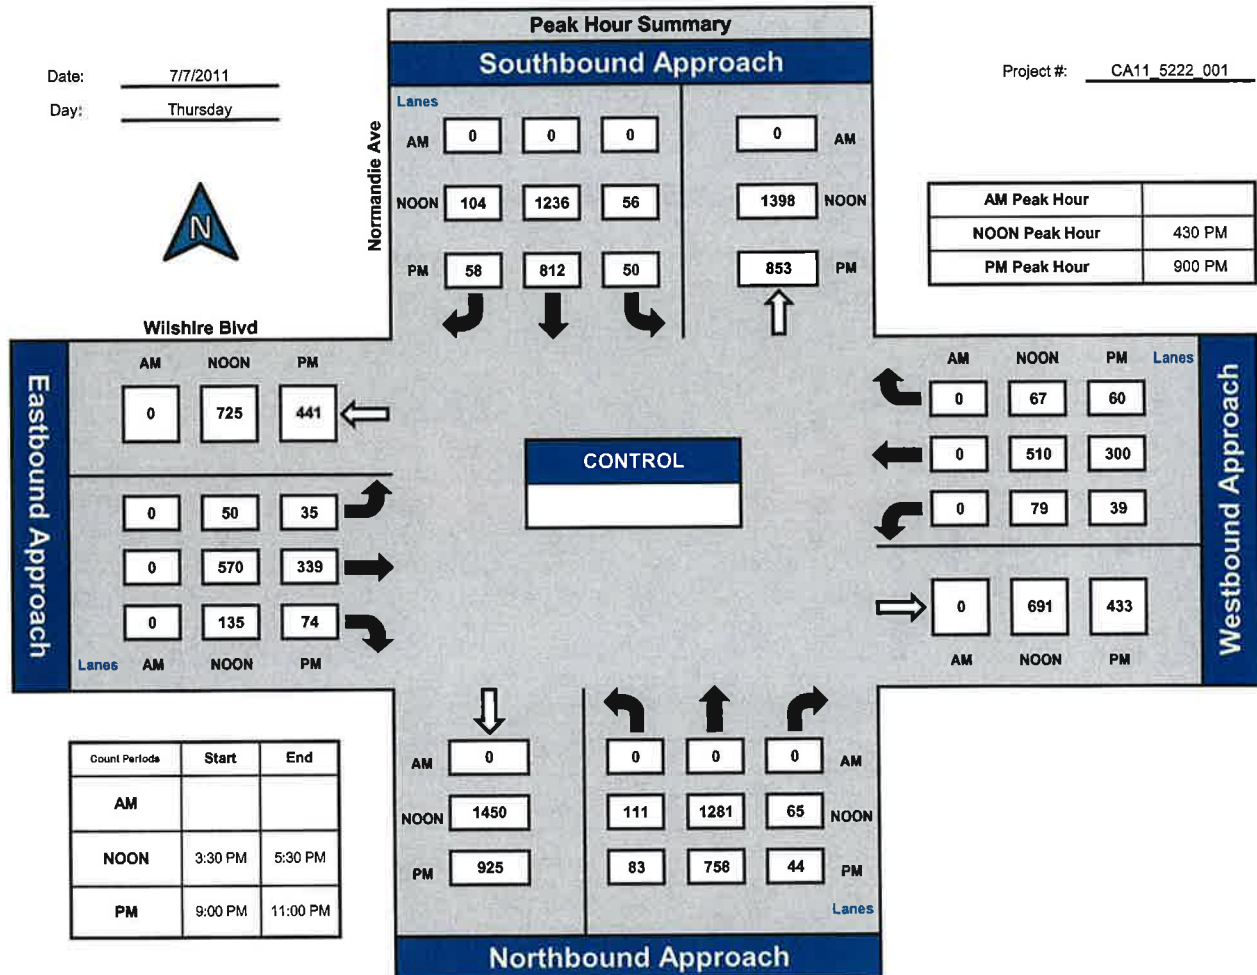 Peak Hour Summary
Southbound Approach
Date: 7/7/2011
Day: Thursday
Project #: CA11_5222_001
N
Normandie Ave
Lanes
AM 0 0 0 0 AM
NOON 104 1236 56 1398 NOON
PM 58 812 50 853 PM
AM Peak Hour
NOON Peak Hour 430 PM
PM Peak Hour 900 PM
Wilshire Blvd
Eastbound Approach
AM NOON PM
0 725 441
0 50 35
0 570 339
0 135 74
Lanes AM NOON PM
CONTROL
AM NOON PM Lanes
0 67 60
0 510 300
0 79 39
0 691 433
AM NOON PM
Westbound Approach
AM 0 0 0 0 AM
NOON 1450 111 1281 65 NOON
PM 925 83 758 44 PM
Lanes
Northbound Approach
Count Periods Start End
AM
NOON 3:30 PM 5:30 PM
PM 9:00 PM 11:00 PM